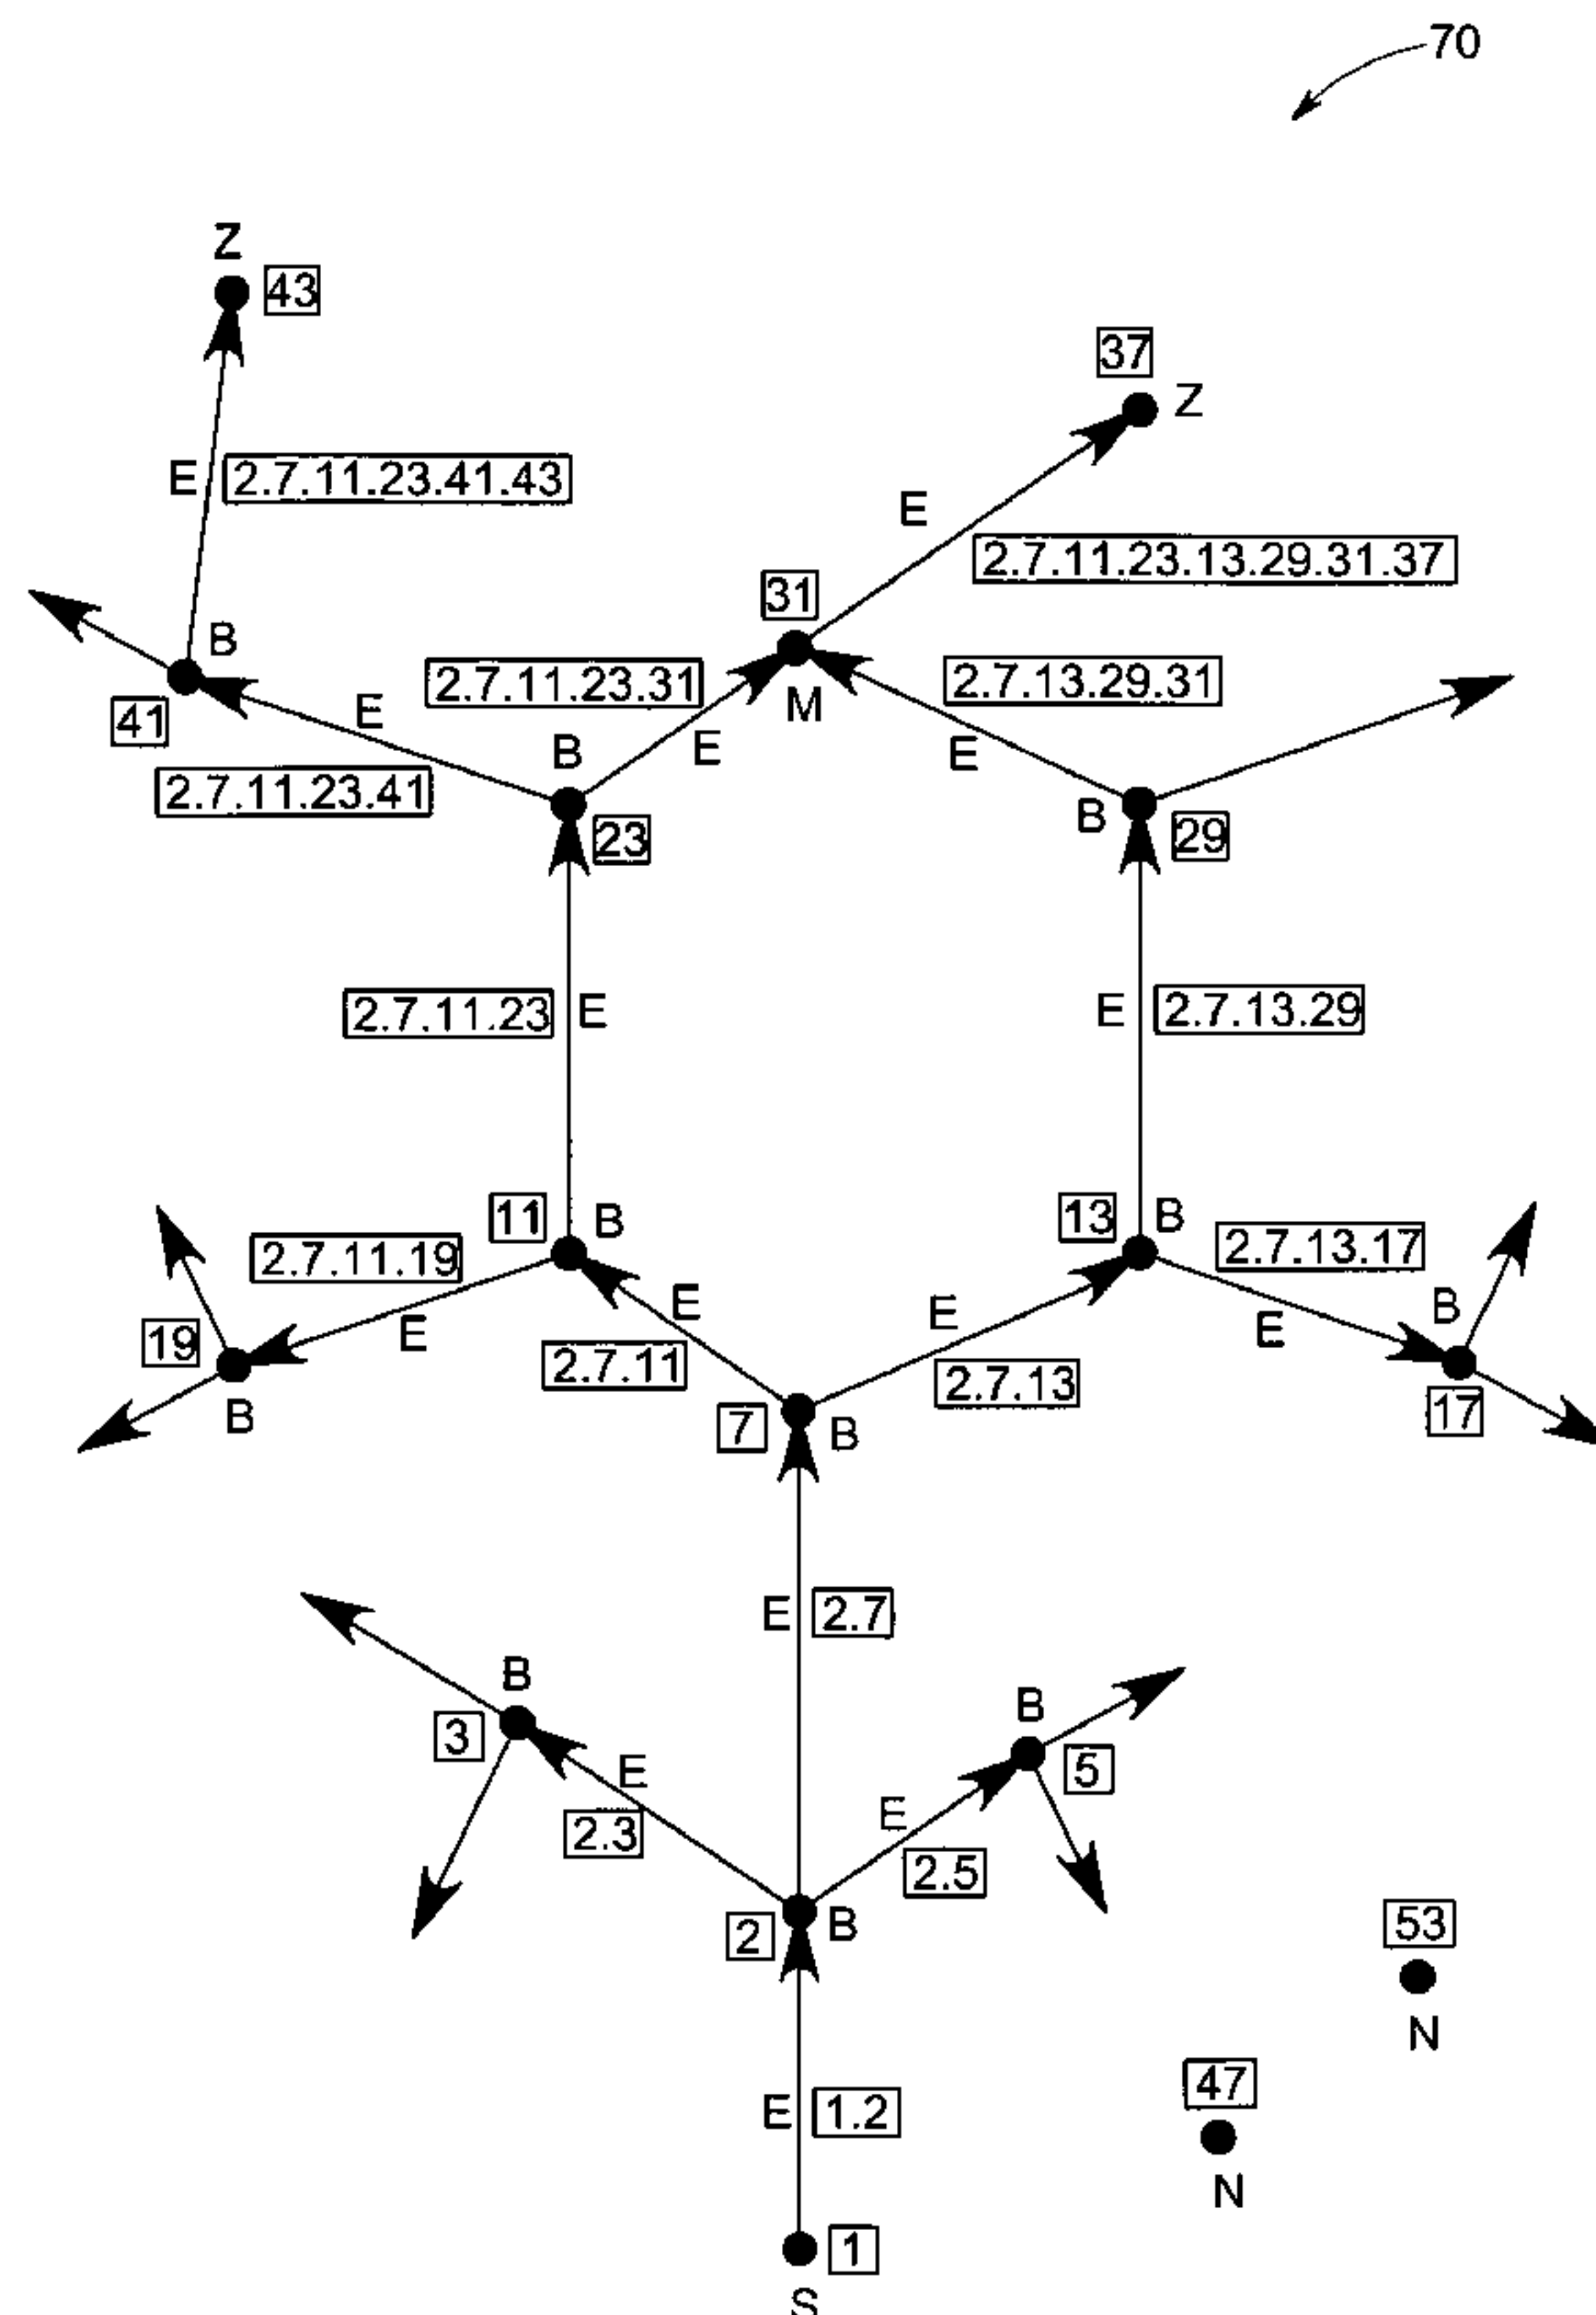 70
Z
43
37
Z
E
2.7.11.23.41.43
E
2.7.11.23.13.29.31.37
31
B
2.7.11.23.31
2.7.13.29.31
M
41
E
B
E
E
2.7.11.23.41
B
23
29
2.7.11.23
E
E
2.7.13.29
11
B
13
B
2.7.11.19
2.7.13.17
E
E
B
19
E
E
2.7.11
2.7.13
B
7
B
17
E
2.7
B
B
3
E
5
E
2.3
2.5
2
B
53
N
47
E
1.2
N
1
S